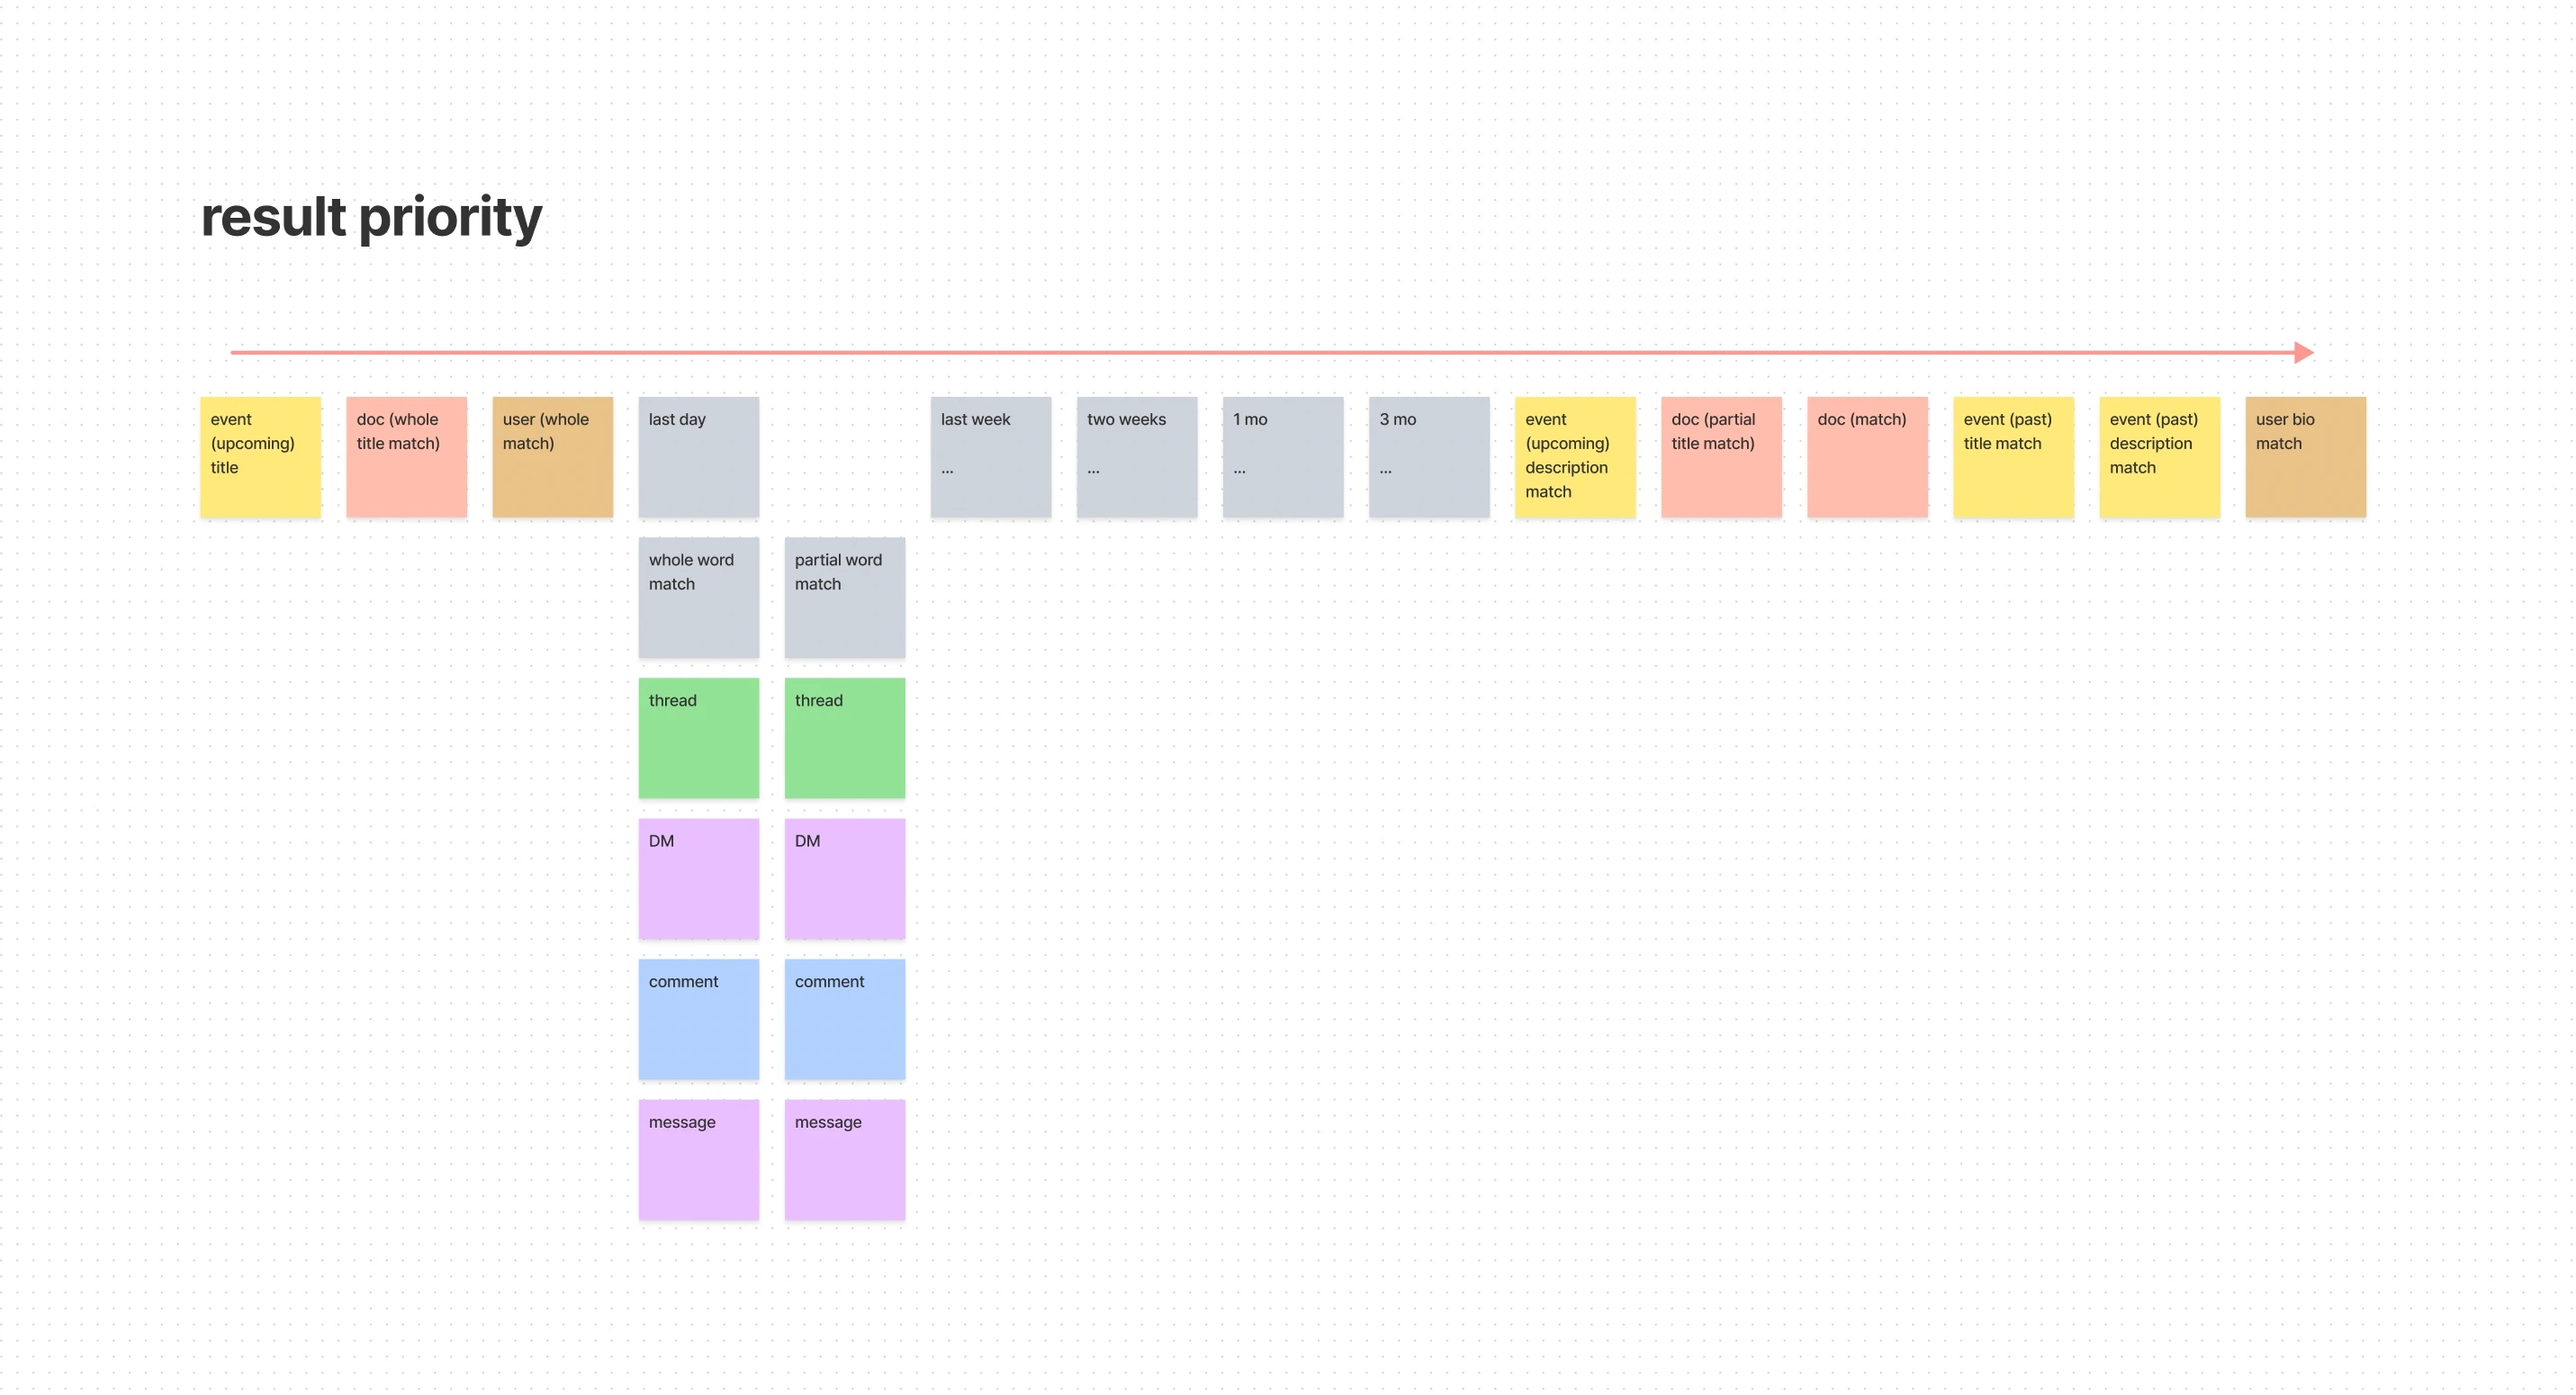 result priority
event
(upcoming)
title
doc (whole
title match)
user (whole
match)
last day
last week
...
two weeks
...
1 mo
...
3 mo
...
event
(upcoming)
description
match
doc (partial
title match)
doc (match)
event (past)
title match
event (past)
description
match
user bio
match
whole word
match
partial word
match
thread
thread
DM
DM
comment
comment
message
message